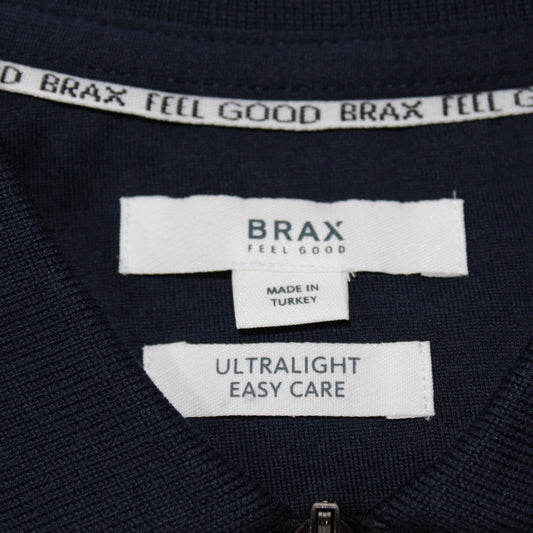 D BRAX FEEL GOOD BRAX FEEL G
BRAX
FEEL GOOD
MADE IN
TURKEY
ULTRALIGHT
EASY CARE